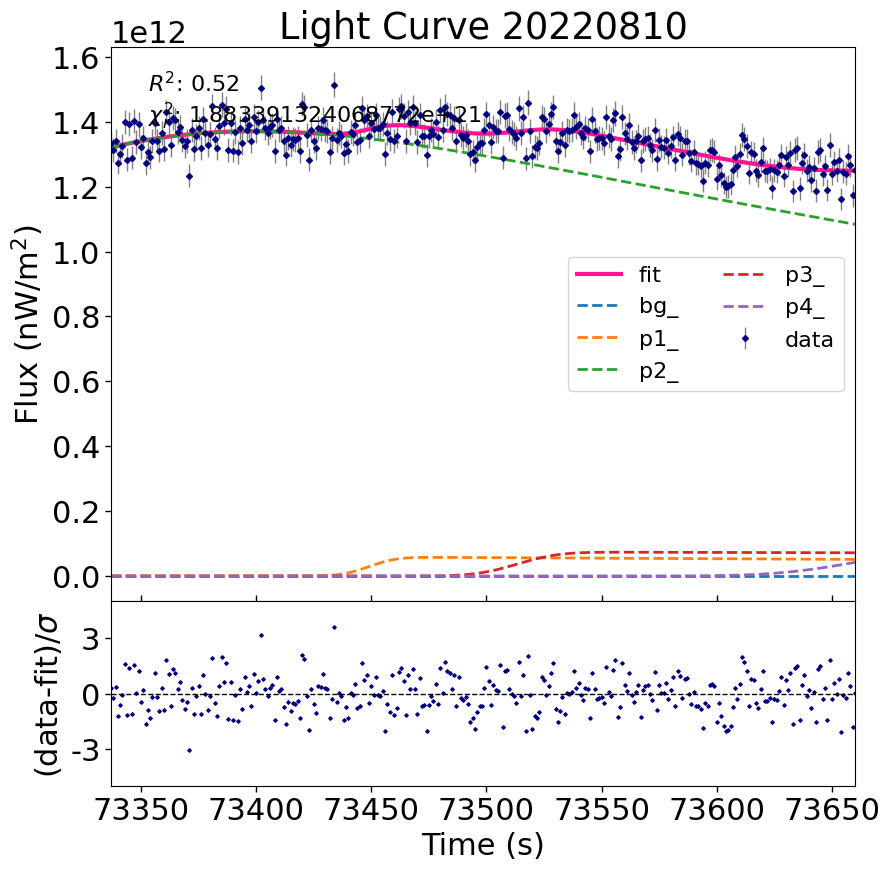 Light Curve 20220810
1e12
R²: 0.52
1.6
1.4
1.2
1.0
0.8
0.6
0.4
0.2
0.0
Flux (nW/m²)
fit
bg_
p1_
p2_
p3_
p4_
data
3
0
-3
(data-fit)/σ
73350 73400 73450 73500 73550 73600 73650
Time (s)